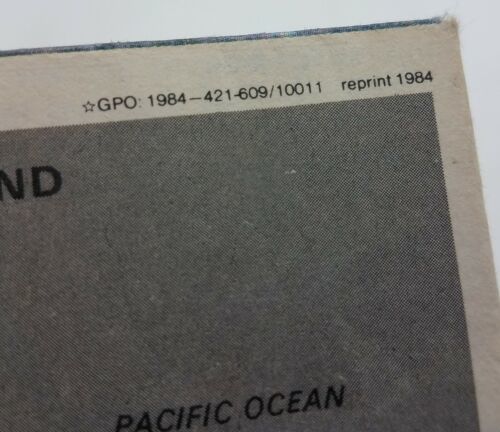 ☆GPO: 1984—421-609/10011 reprint 1984
ND
PACIFIC OCEAN